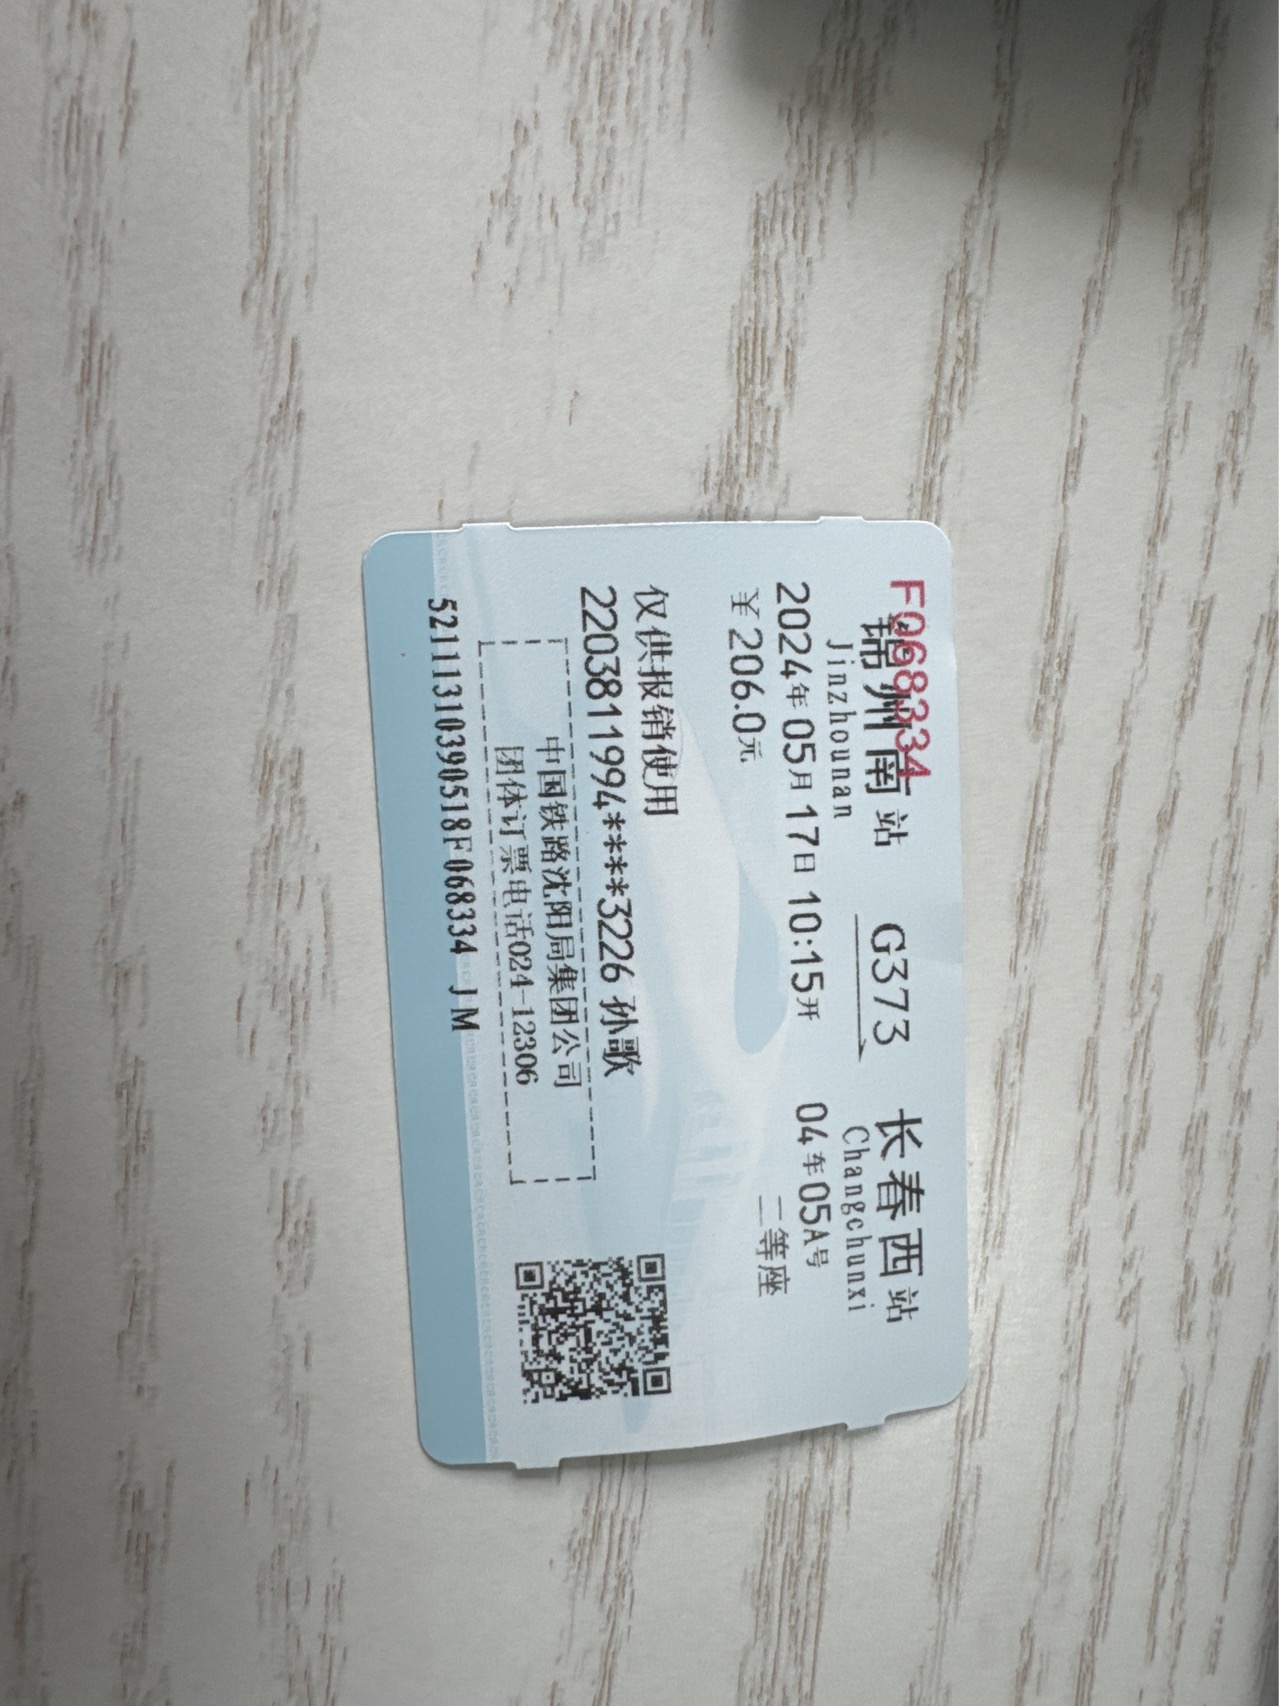 F068334
锦州南站 G373 长春西站
Jinzhounan Changchunxi
2024年05月17日10:15开 04车05A号
￥206.0元 二等座
仅供报销使用
2203811994****3226 孙歌
中国铁路沈阳局集团公司
团体订票电话024-12306
52111310390518F068334 JM